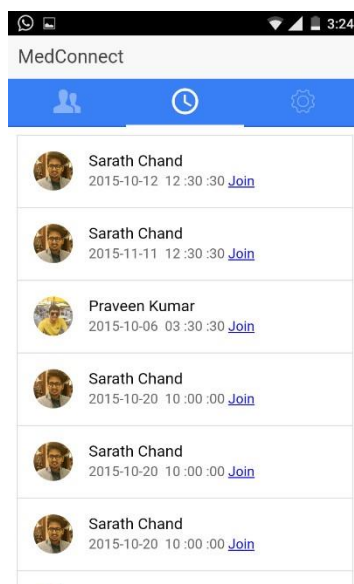 3:24
MedConnect
Sarath Chand
2015-10-12 12 :30 :30 Join
Sarath Chand
2015-11-11 12 :30 :30 Join
Praveen Kumar
2015-10-06 03 :30 :30 Join
Sarath Chand
2015-10-20 10 :00 :00 Join
Sarath Chand
2015-10-20 10 :00 :00 Join
Sarath Chand
2015-10-20 10 :00 :00 Join